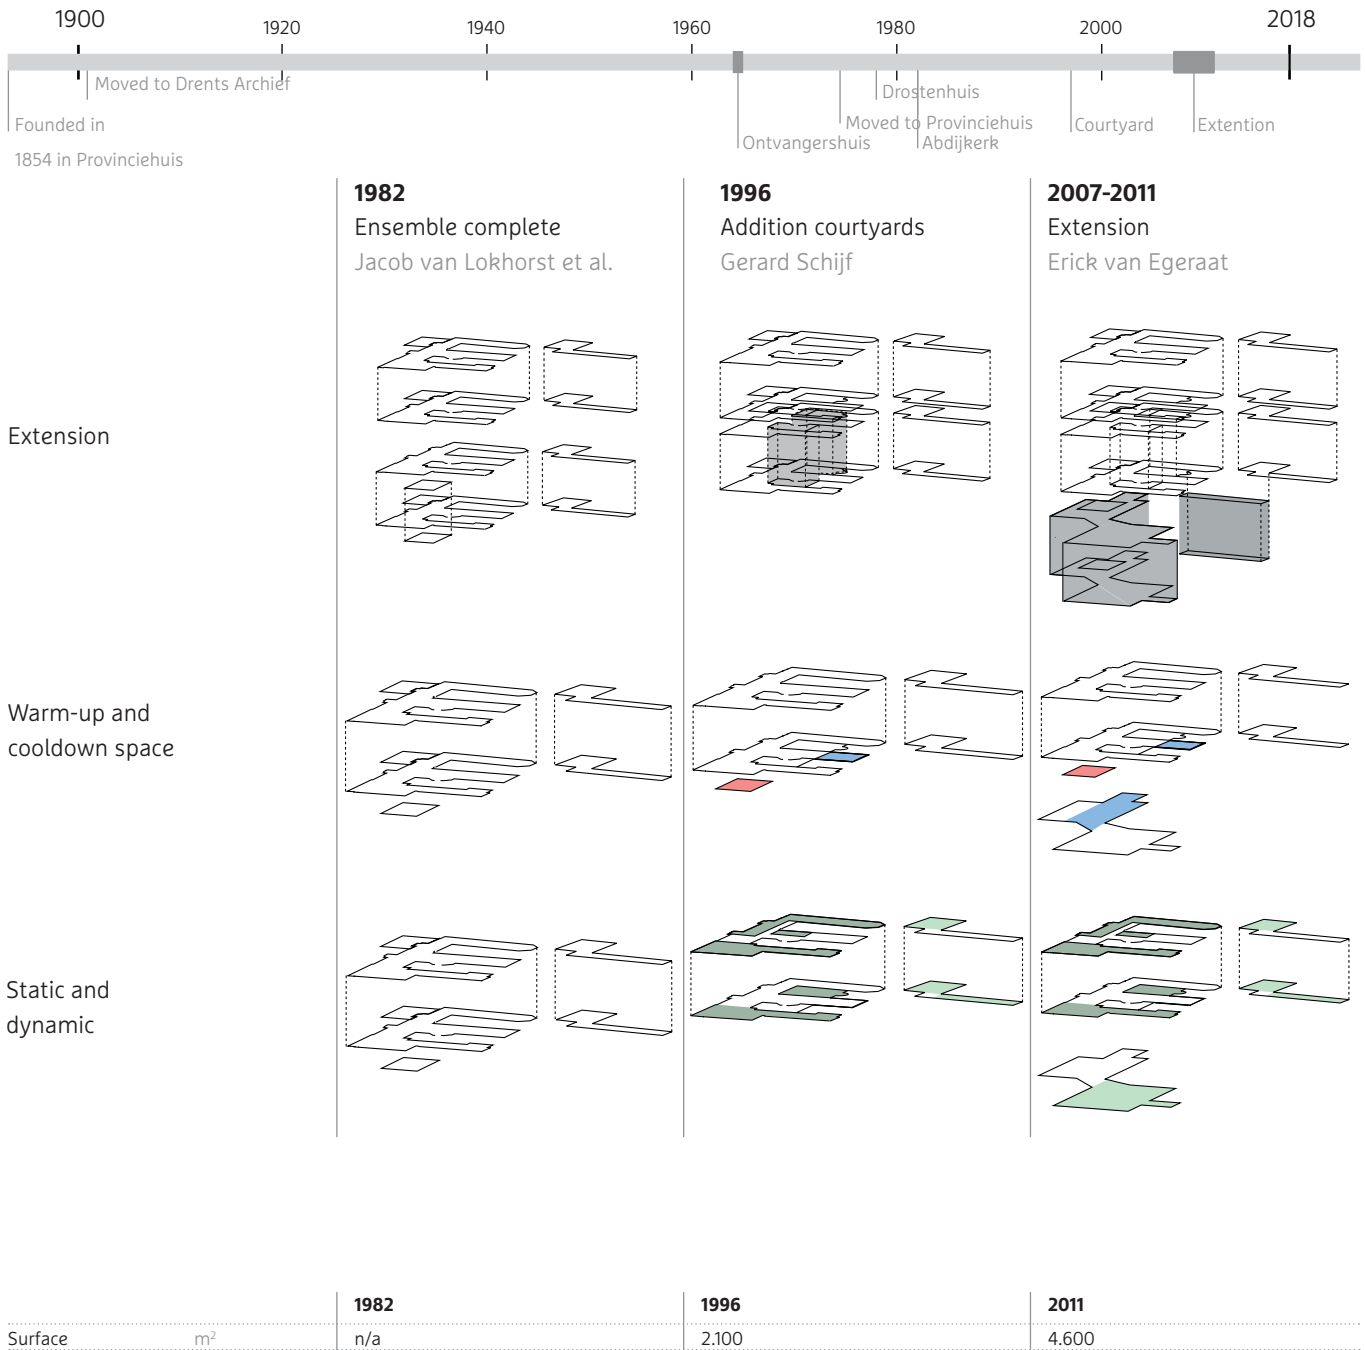 1900
1920
1940
1960
1980
2000
2018
Moved to Drents Archief
Drostenhuis
Founded in
Moved to Provinciehuis
Courtyard
Extention
Ontvangershuis
Abdijkerk
1854 in Provinciehuis
1982
Ensemble complete
Jacob van Lokhorst et al.
1996
Addition courtyards
Gerard Schijf
2007-2011
Extension
Erick van Egeraat
Extension
Warm-up and
cooldown space
Static and
dynamic
1982
1996
2011
Surface m²
n/a
2.100
4.600